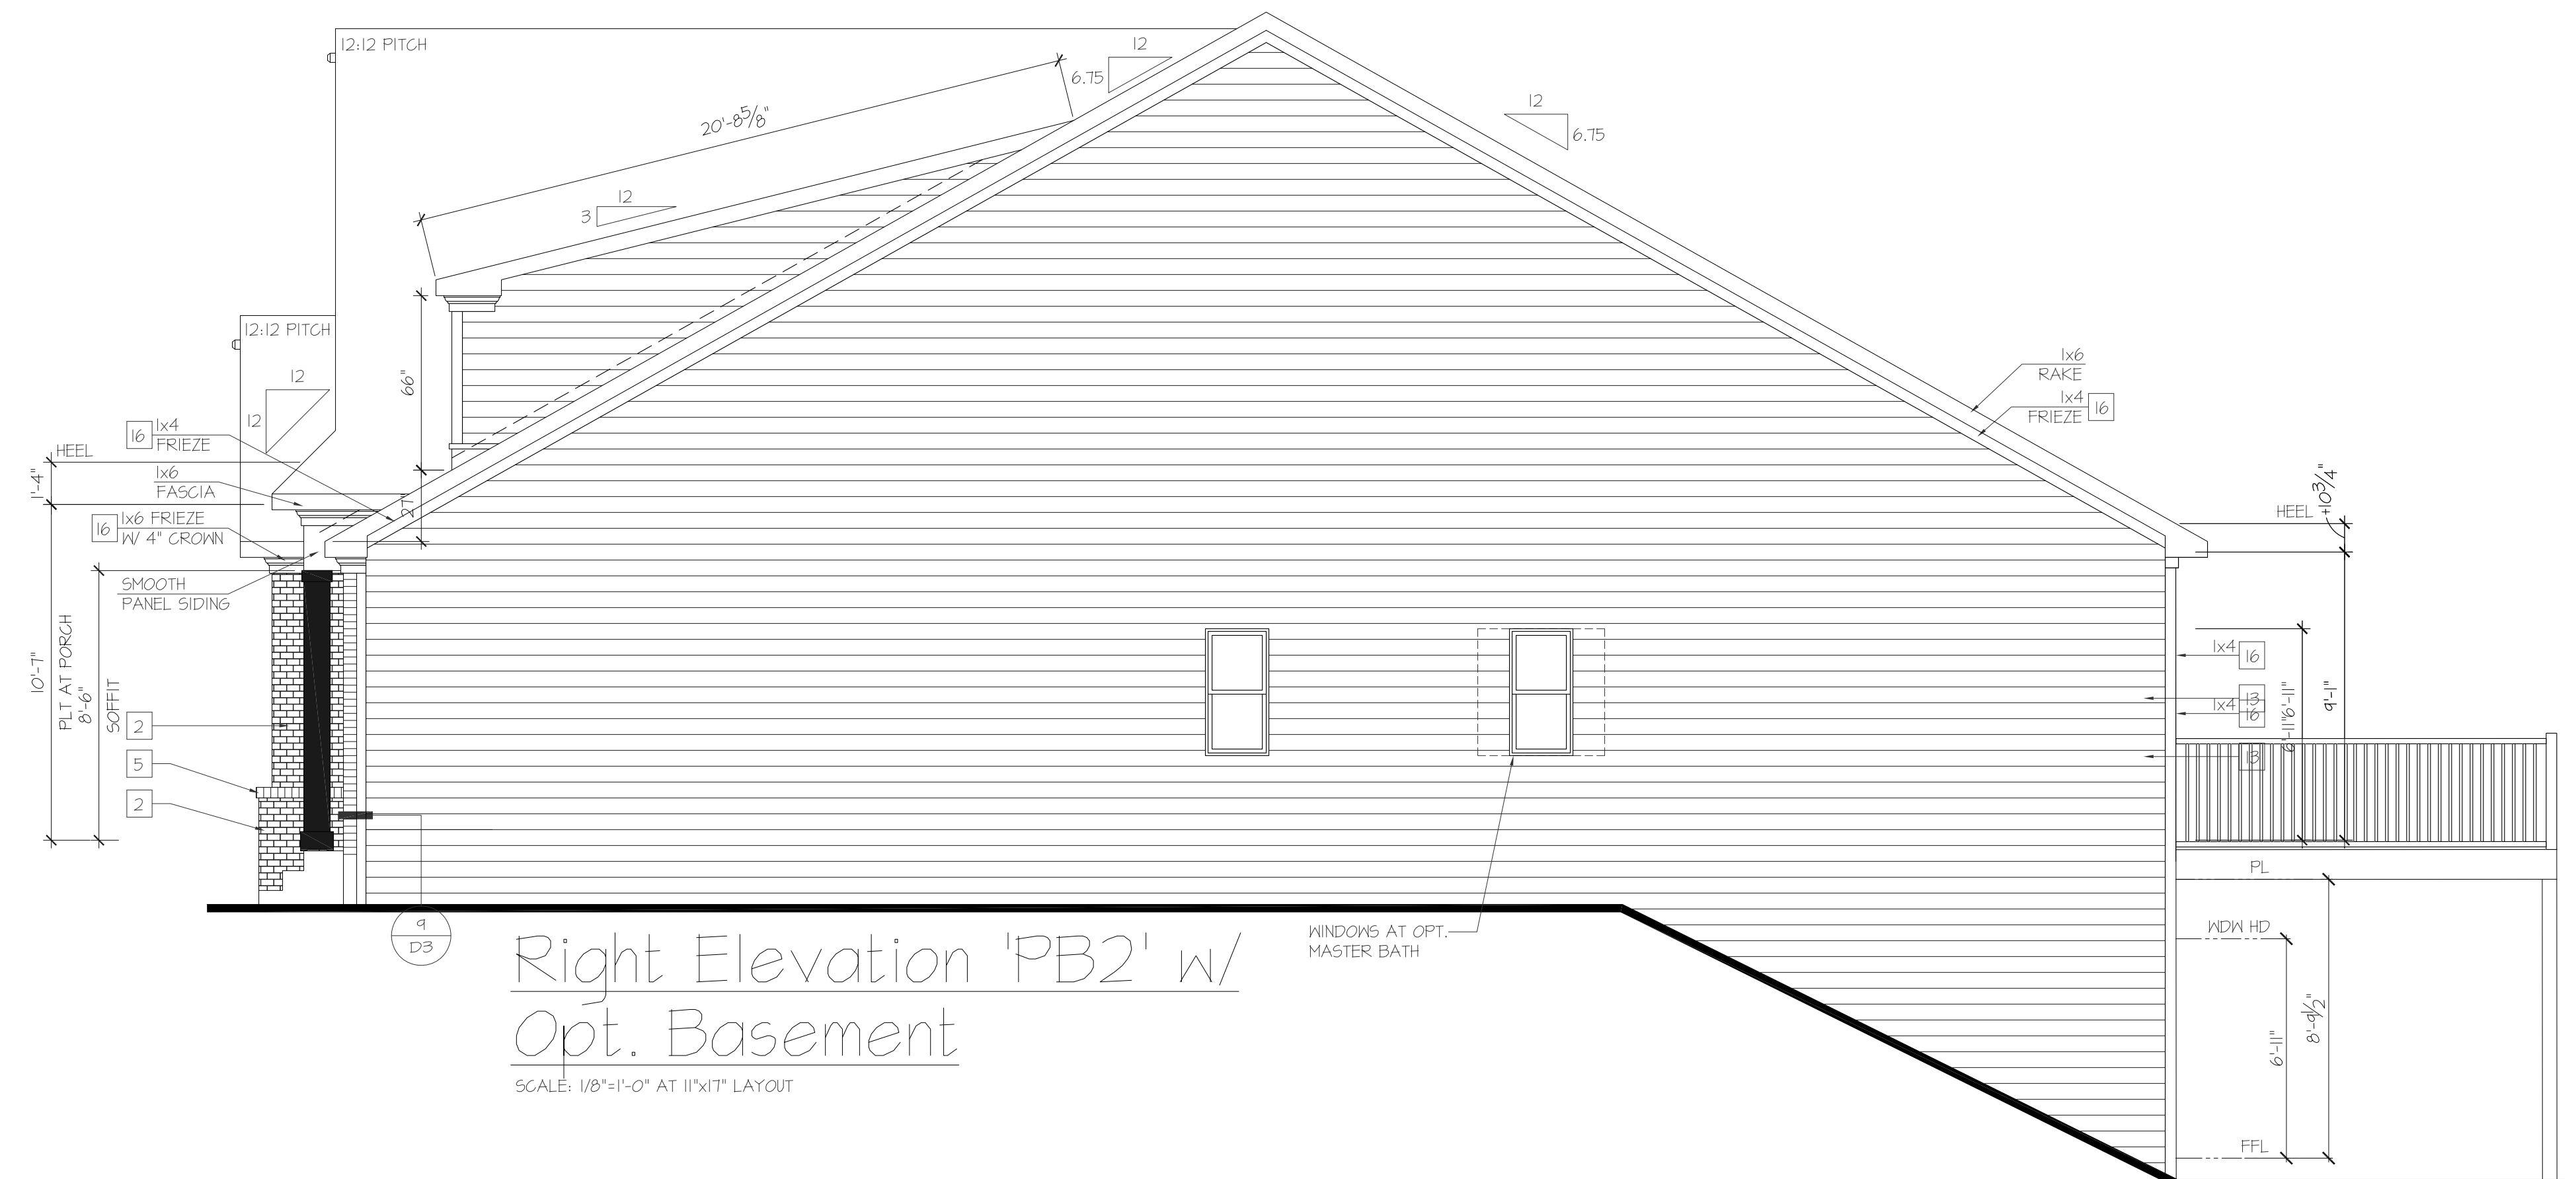 12:12 PITCH
12
6.75
20'-8 5/8"
12
6.75
12
3
12:12 PITCH
12
12
66"
1x6
RAKE
1x4
FRIEZE 16
16 1x4
FRIEZE
HEEL
1'-4"
1x6
FASCIA
16 1x6 FRIEZE
W/ 4" CROWN
27"
HEEL
+10 3/4"
SMOOTH
PANEL SIDING
10'-7"
PLT AT PORCH
8'-6"
SOFFIT
2
5
2
1x4 16
13
1x4 16
13
6'-11"
6'-11"
9'-1"
PL
WDW HD
6'-11"
8'-9 1/2"
FFL
9
D3
WINDOWS AT OPT.
MASTER BATH
Right Elevation 'PB2' w/
Opt. Basement
SCALE: 1/8"=1'-0" AT 11"x17" LAYOUT